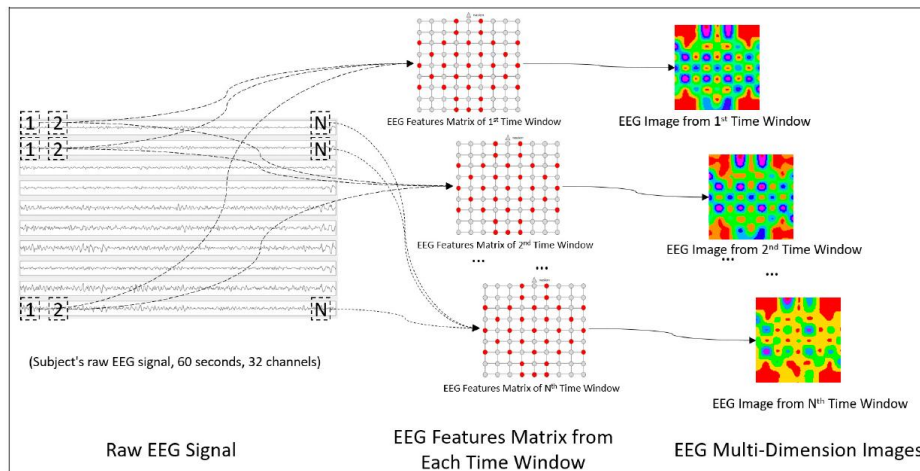 1 2 N
1 2 N
1 2 N
(Subject's raw EEG signal, 60 seconds, 32 channels)
Raw EEG Signal
EEG Features Matrix of 1st Time Window
EEG Features Matrix of 2nd Time Window
... ...
EEG Features Matrix of Nth Time Window
EEG Features Matrix from
Each Time Window
EEG Image from 1st Time Window
EEG Image from 2nd Time Window
... ...
EEG Image from Nth Time Window
EEG Multi-Dimension Images